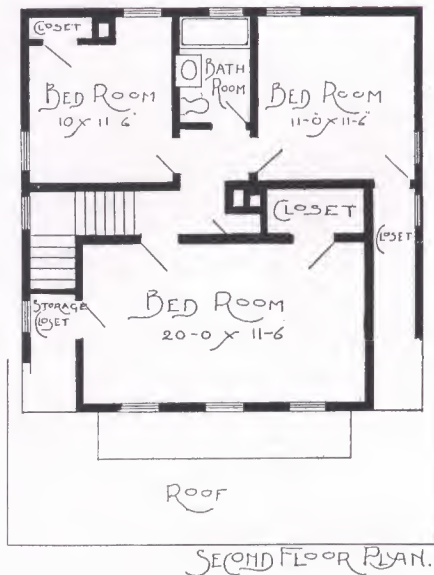 CLOSET
BED ROOM
10 X 11-6"
BATH
ROOM
BED ROOM
11-0 X 11-6"
CLOSET
CLOSET
STORAGE
CLOSET
BED ROOM
20-0 X 11-6
ROOF
SECOND FLOOR PLAN.